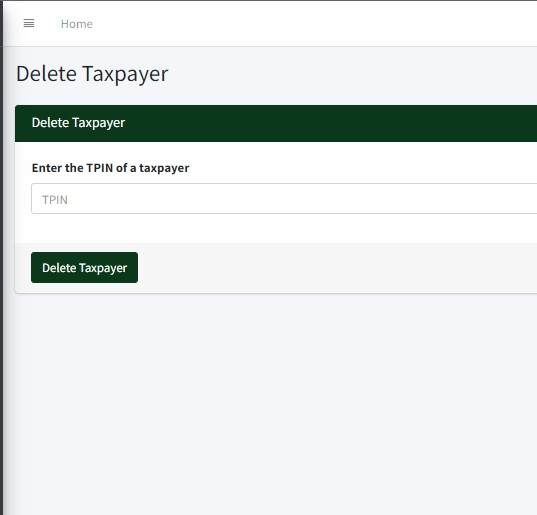 Home
Delete Taxpayer
Delete Taxpayer
Enter the TPIN of a taxpayer
TPIN
Delete Taxpayer